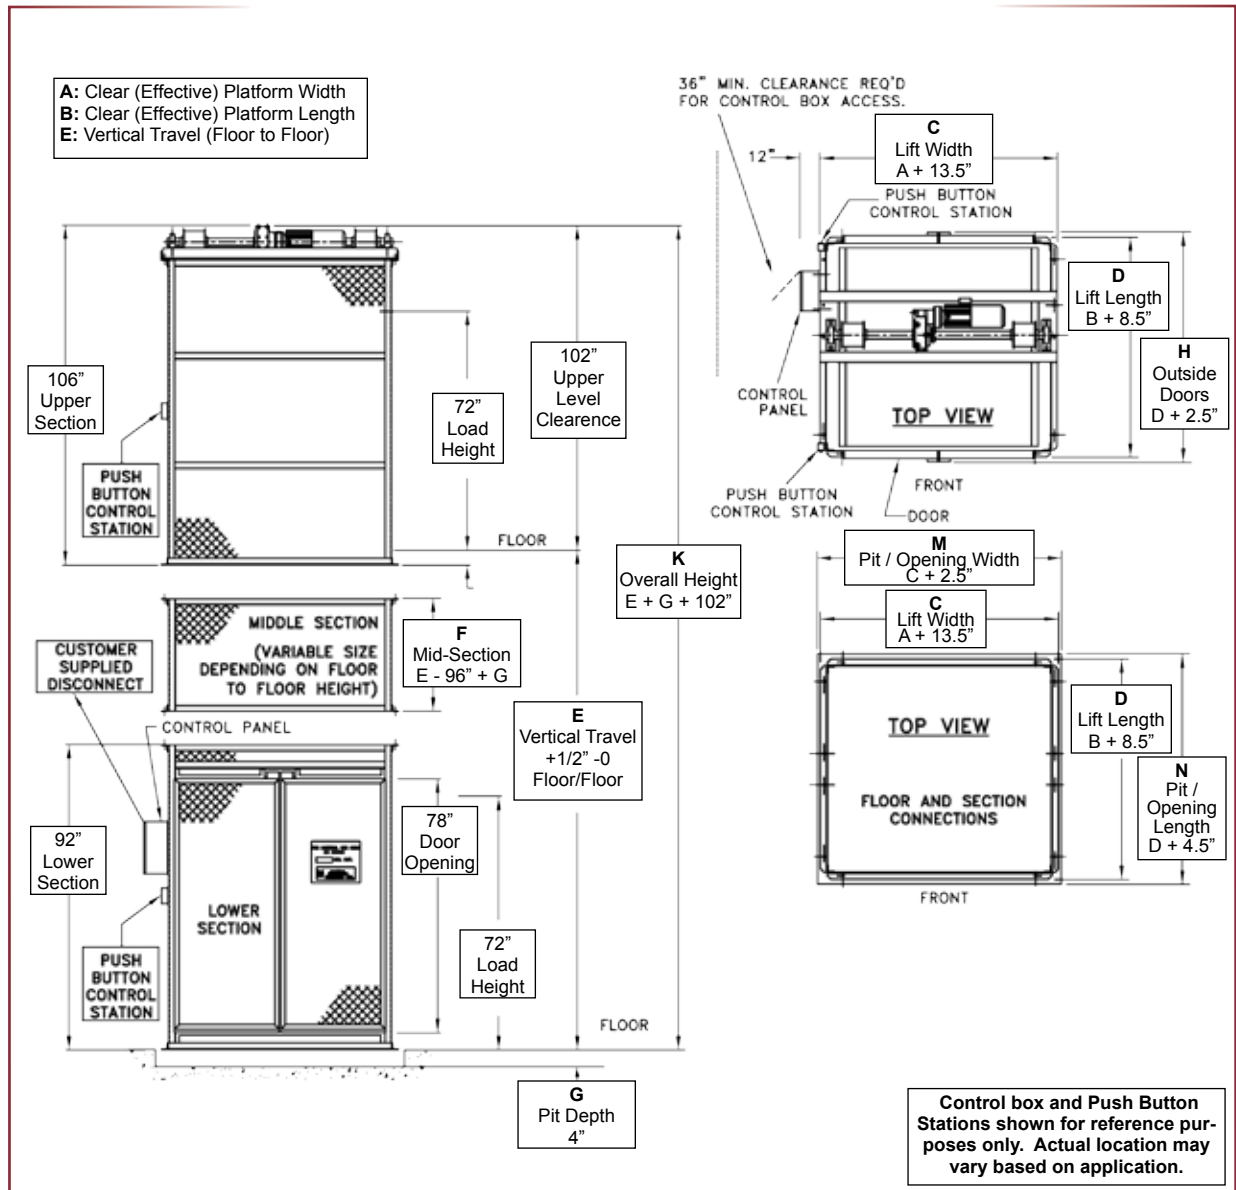 A: Clear (Effective) Platform Width
B: Clear (Effective) Platform Length
E: Vertical Travel (Floor to Floor)
36" MIN. CLEARANCE REQ'D
FOR CONTROL BOX ACCESS.
C
Lift Width
A + 13.5”
12"
PUSH BUTTON
CONTROL STATION
D
Lift Length
B + 8.5”
H
Outside
Doors
D + 2.5”
CONTROL
PANEL
TOP VIEW
FRONT
PUSH BUTTON
CONTROL STATION
DOOR
106”
Upper
Section
72”
Load
Height
102”
Upper
Level
Clearence
PUSH
BUTTON
CONTROL
STATION
FLOOR
K
Overall Height
E + G + 102”
M
Pit / Opening Width
C + 2.5”
C
Lift Width
A + 13.5”
MIDDLE SECTION
(VARIABLE SIZE
DEPENDING ON FLOOR
TO FLOOR HEIGHT)
F
Mid-Section
E - 96” + G
CUSTOMER
SUPPLIED
DISCONNECT
CONTROL PANEL
E
Vertical Travel
+1/2” -0
Floor/Floor
TOP VIEW
D
Lift Length
B + 8.5”
N
Pit /
Opening
Length
D + 4.5”
FLOOR AND SECTION
CONNECTIONS
FRONT
92”
Lower
Section
78”
Door
Opening
LOWER
SECTION
72”
Load
Height
PUSH
BUTTON
CONTROL
STATION
FLOOR
G
Pit Depth
4”
Control box and Push Button
Stations shown for reference pur-
poses only.  Actual location may
vary based on application.